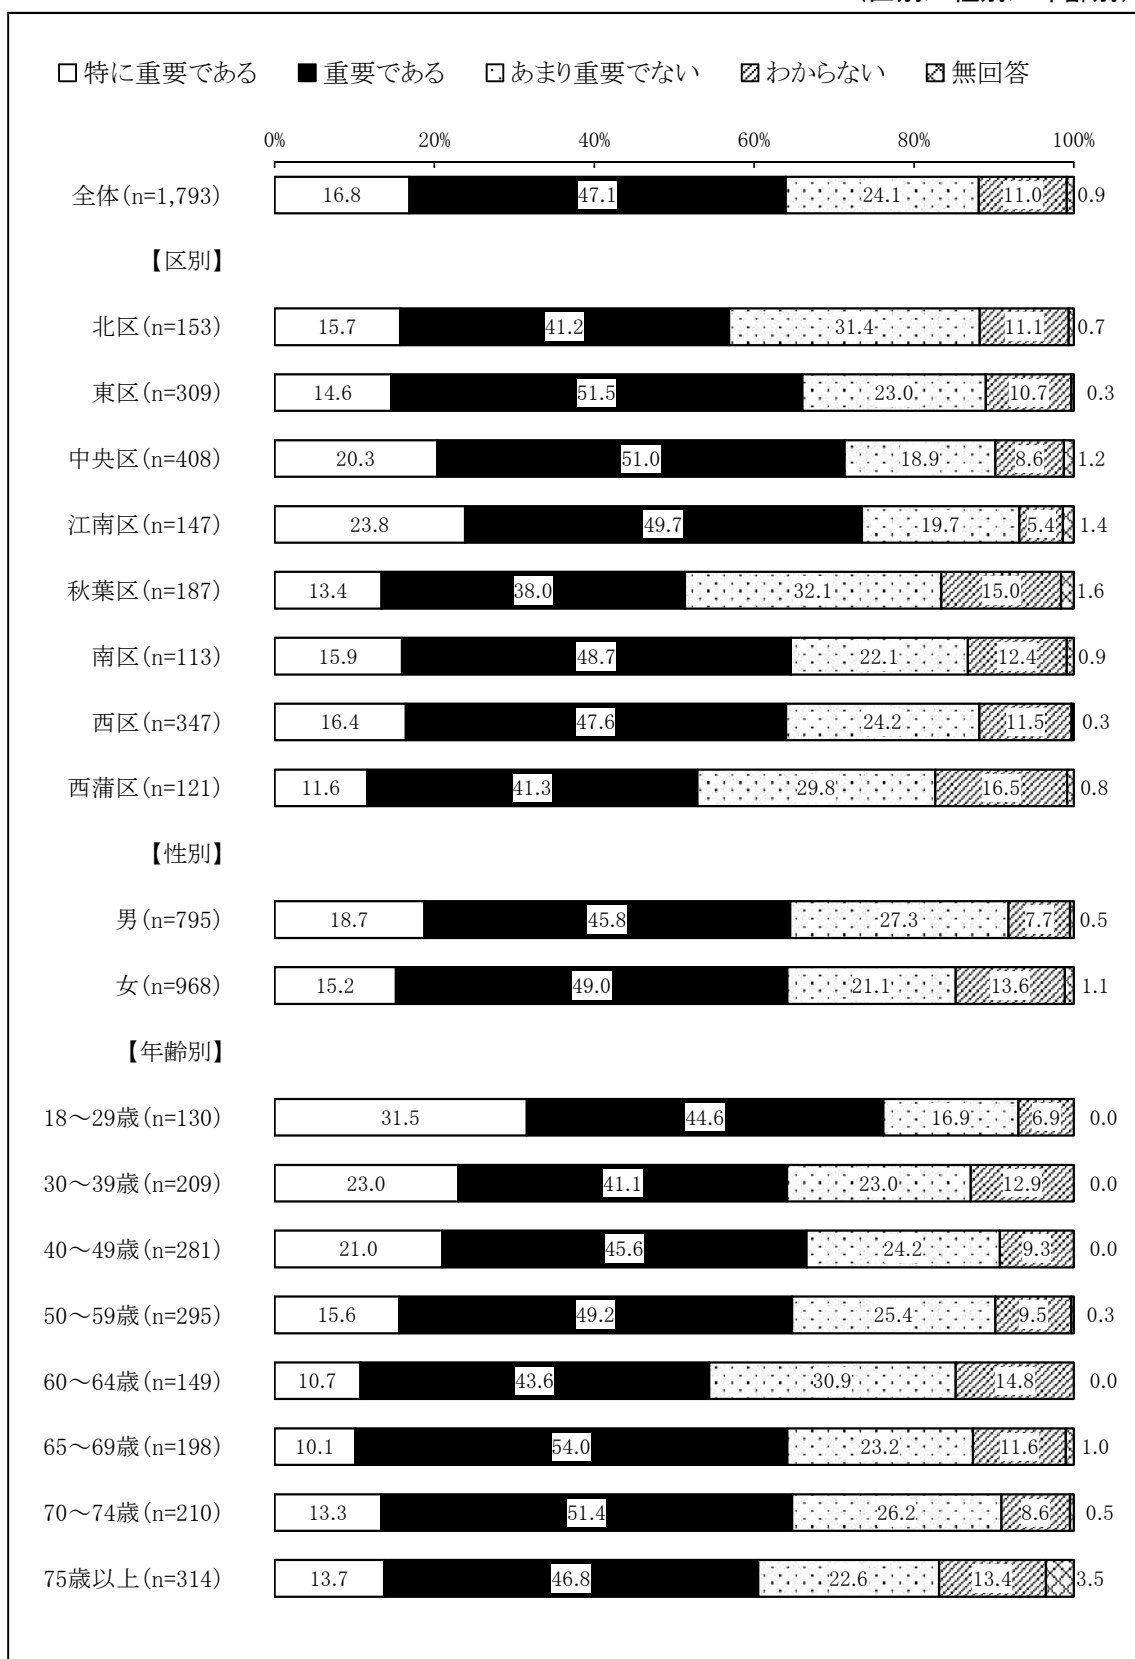 □特に重要である ■重要である あまり重要でない わからない 無回答
0% 20% 40% 60% 80% 100%
全体(n=1,793) 16.8 47.1 24.1 11.0 0.9
【区別】
北区(n=153) 15.7 41.2 31.4 11.1 0.7
東区(n=309) 14.6 51.5 23.0 10.7 0.3
中央区(n=408) 20.3 51.0 18.9 8.6 1.2
江南区(n=147) 23.8 49.7 19.7 5.4 1.4
秋葉区(n=187) 13.4 38.0 32.1 15.0 1.6
南区(n=113) 15.9 48.7 22.1 12.4 0.9
西区(n=347) 16.4 47.6 24.2 11.5 0.3
西蒲区(n=121) 11.6 41.3 29.8 16.5 0.8
【性別】
男(n=795) 18.7 45.8 27.3 7.7 0.5
女(n=968) 15.2 49.0 21.1 13.6 1.1
【年齢別】
18～29歳(n=130) 31.5 44.6 16.9 6.9 0.0
30～39歳(n=209) 23.0 41.1 23.0 12.9 0.0
40～49歳(n=281) 21.0 45.6 24.2 9.3 0.0
50～59歳(n=295) 15.6 49.2 25.4 9.5 0.3
60～64歳(n=149) 10.7 43.6 30.9 14.8 0.0
65～69歳(n=198) 10.1 54.0 23.2 11.6 1.0
70～74歳(n=210) 13.3 51.4 26.2 8.6 0.5
75歳以上(n=314) 13.7 46.8 22.6 13.4 3.5